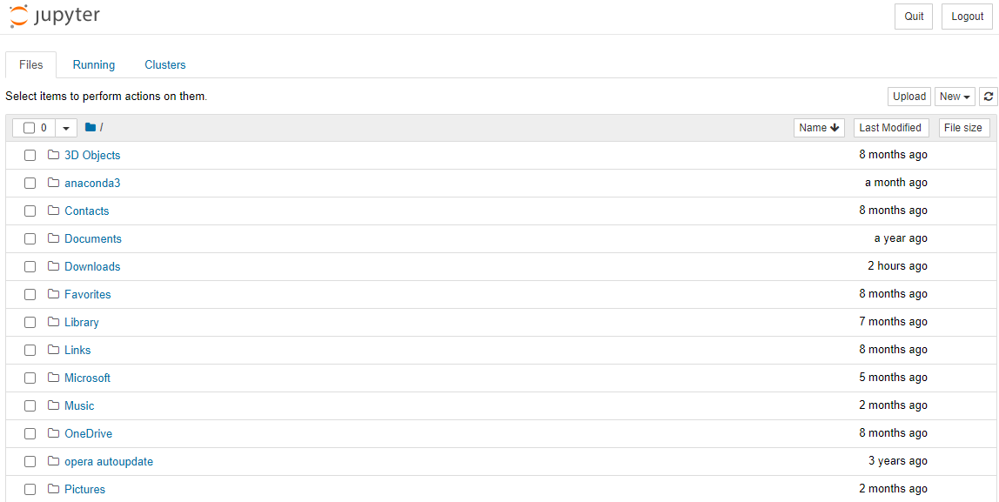 jupyter
Quit Logout
Files Running Clusters
Select items to perform actions on them.
Upload New
0 / Name Last Modified File size
3D Objects 8 months ago
anaconda3 a month ago
Contacts 8 months ago
Documents a year ago
Downloads 2 hours ago
Favorites 8 months ago
Library 7 months ago
Links 8 months ago
Microsoft 5 months ago
Music 2 months ago
OneDrive 8 months ago
opera autoupdate 3 years ago
Pictures 2 months ago